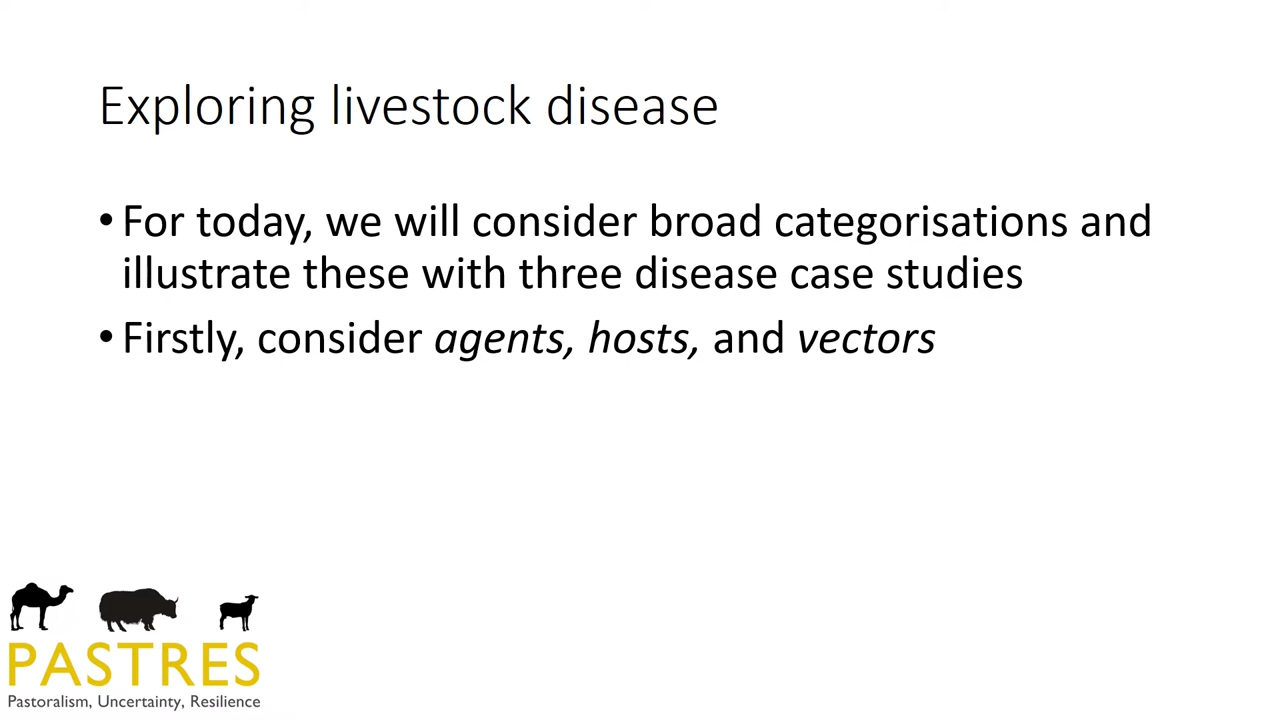 Exploring livestock disease
• For today, we will consider broad categorisations and
illustrate these with three disease case studies
• Firstly, consider agents, hosts, and vectors
PASTRES
Pastoralism, Uncertainty, Resilience